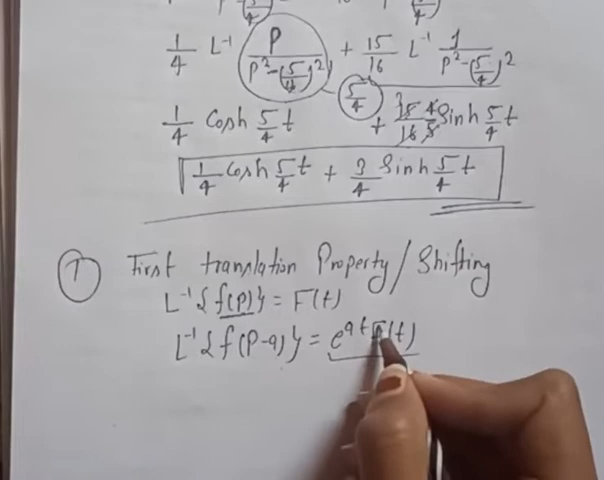 1/4 L⁻¹ P/(P²-(5/4)²) + 15/16 L⁻¹ 1/(P²-(5/4)²)
5/4
1/4 Cosh 5/4 t + 15/16 4/5 Sinh 5/4 t
1/4 Cosh 5/4 t + 3/4 Sinh 5/4 t
① First translation Property/Shifting
L⁻¹{f(P)} = F(t)
L⁻¹{f(P-a)} = e^at F(t)